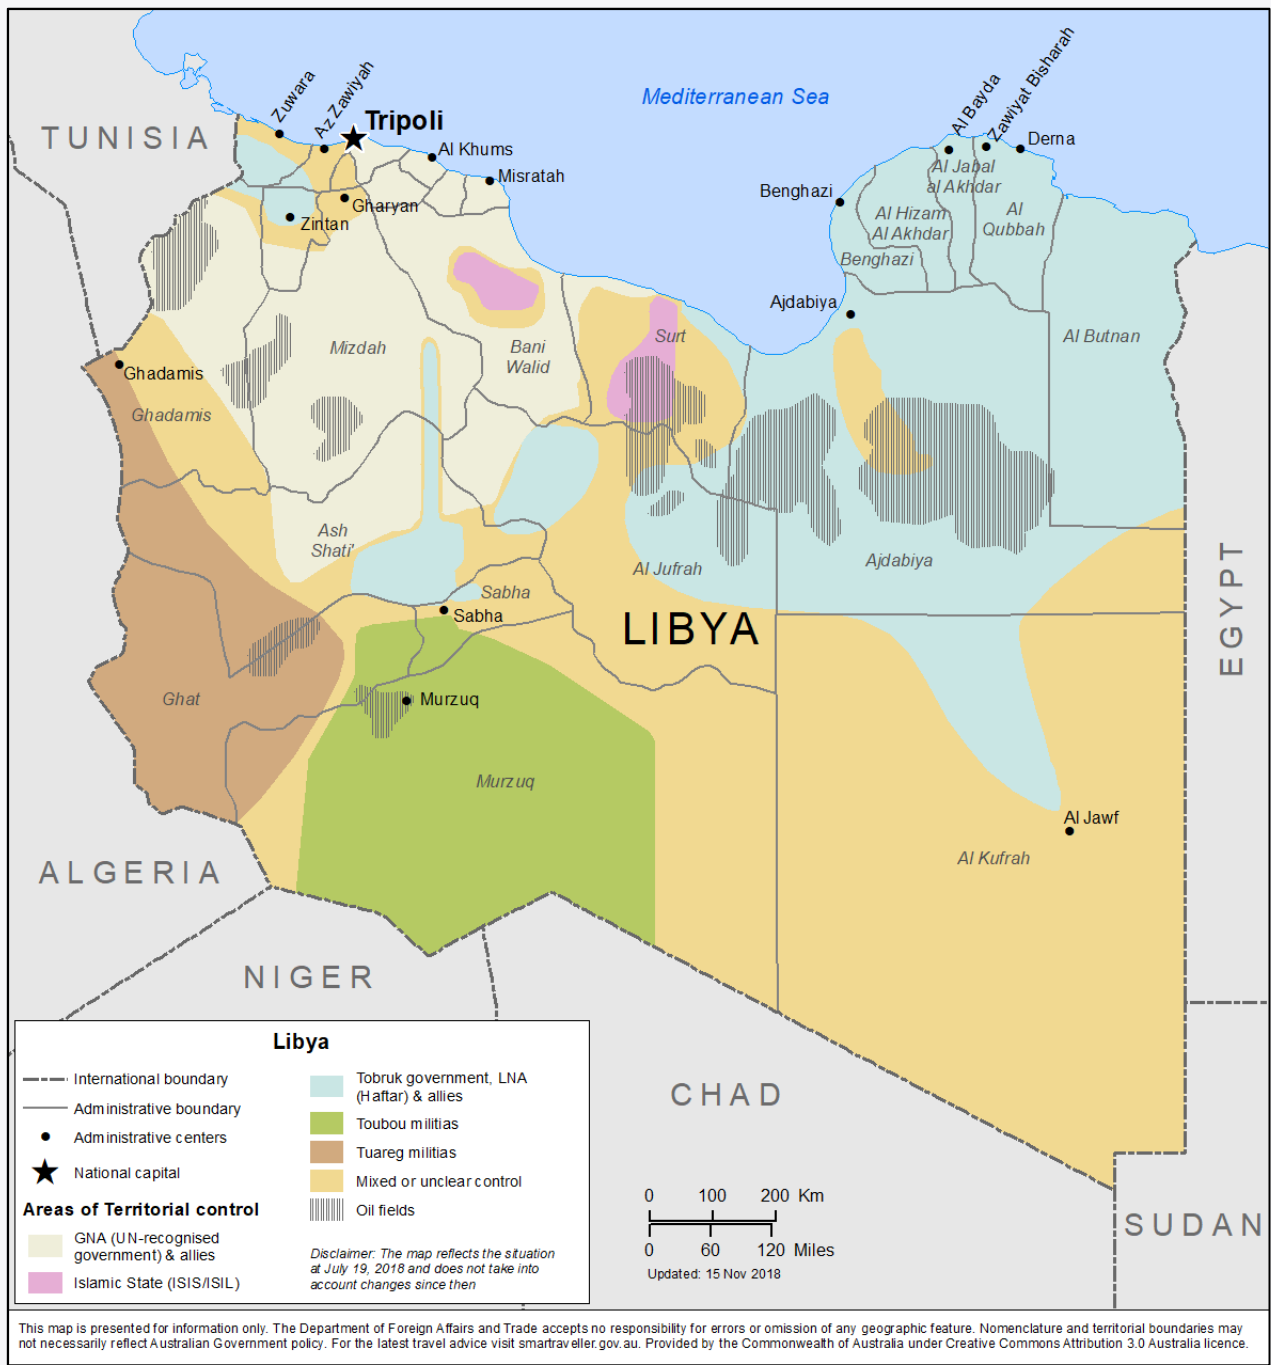 Mediterranean Sea
TUNISIA
Zuwara
Az Zawiyah
Tripoli
Al Khums
Misratah
Gharyan
Zintan
Al Bayda
Zawiyat Bisharah
Derna
Benghazi
Al Jabal
al Akhdar
Al Hizam
Al Akhdar
Al
Qubbah
Benghazi
Ajdabiya
Surt
Al Butnan
Mizdah
Bani
Walid
Ghadamis
Ghadamis
Ash
Shati'
Al Jufrah
Ajdabiya
Sabha
Sabha
LIBYA
EGYPT
Ghat
Murzuq
Murzuq
Al Jawf
Al Kufrah
ALGERIA
NIGER
CHAD
SUDAN
Libya
International boundary
Administrative boundary
Administrative centers
National capital
Areas of Territorial control
GNA (UN-recognised
government) & allies
Islamic State (ISIS/ISIL)
Tobruk government, LNA
(Haftar) & allies
Toubou militias
Tuareg militias
Mixed or unclear control
Oil fields
Disclaimer: The map reflects the situation
at July 19, 2018 and does not take into
account changes since then
0 100 200 Km
0 60 120 Miles
Updated: 15 Nov 2018
This map is presented for information only. The Department of Foreign Affairs and Trade accepts no responsibility for errors or omission of any geographic feature. Nomenclature and territorial boundaries may
not necessarily reflect Australian Government policy. For the latest travel advice visit smartraveller.gov.au. Provided by the Commonwealth of Australia under Creative Commons Attribution 3.0 Australia licence.